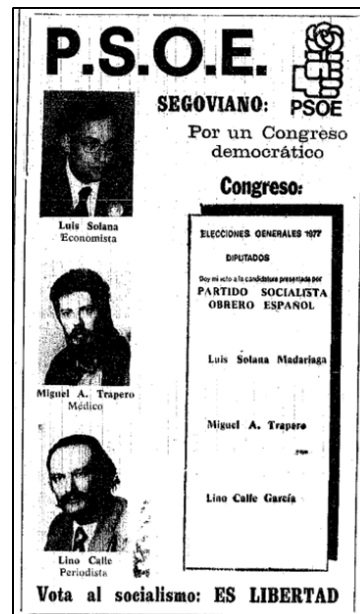 P.S.O.E.
PSOE
SEGOVIANO:
Por un Congreso
democrático
Congreso:
Luis Solana
Economista
ELECCIONES GENERALES 1977
DIPUTADOS
Doy mi voto a la candidatura presentada por
PARTIDO SOCIALISTA
OBRERO ESPAÑOL
Luis Solana Madariaga
Miguel A. Trapero
Médico
Miguel A. Trapero
Lino Calle García
Lino Calle
Periodista
Vota al socialismo: ES LIBERTAD